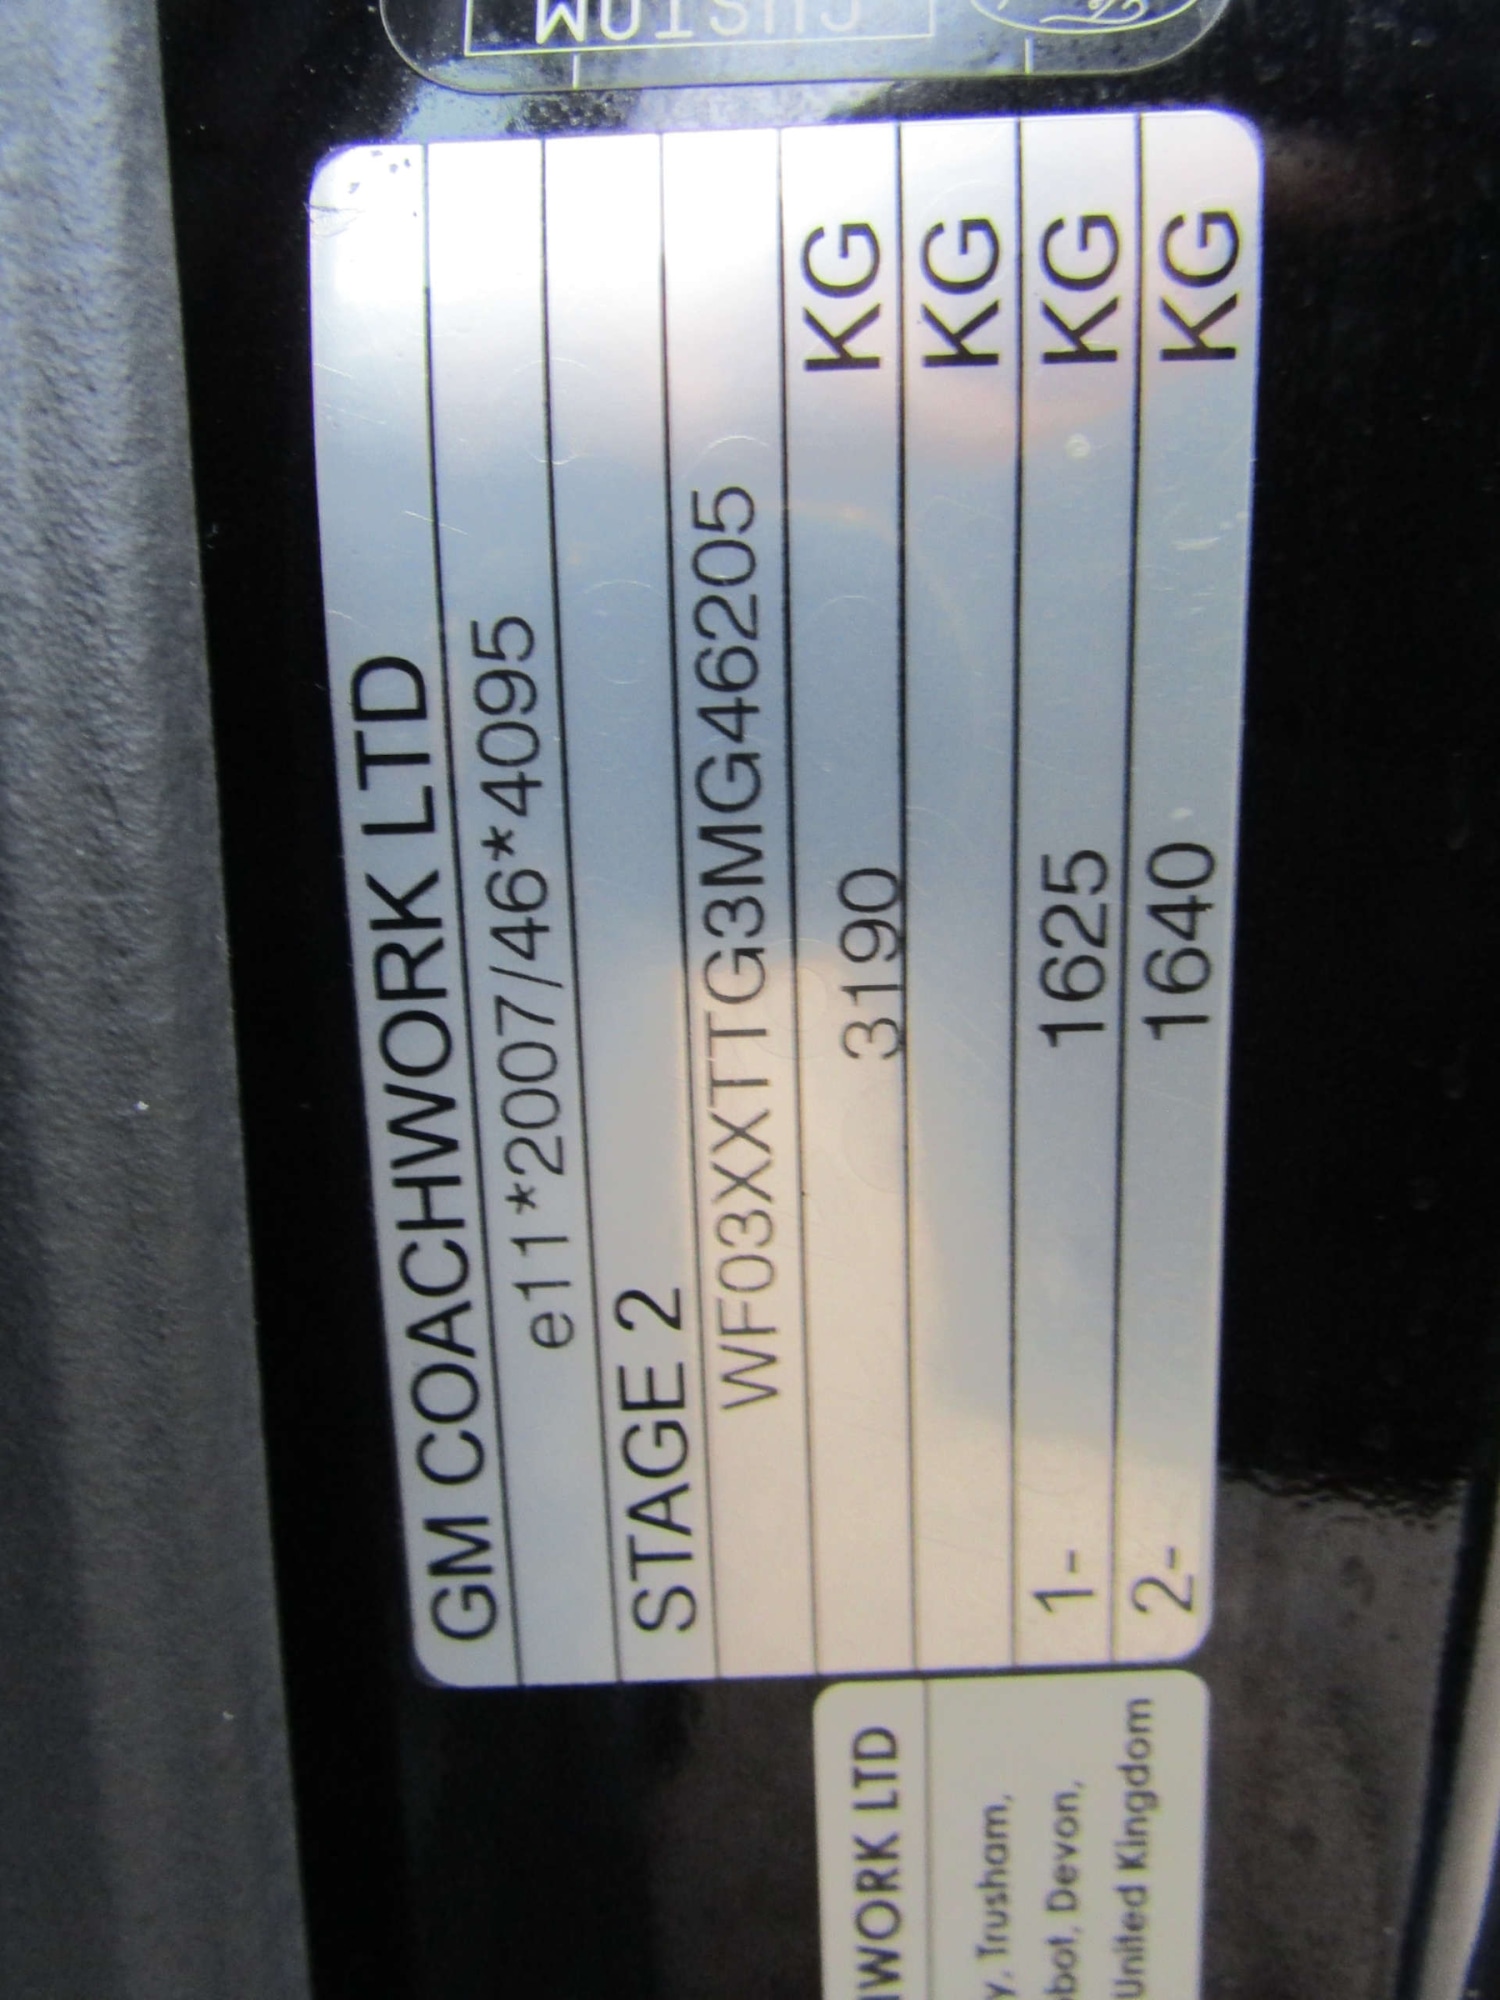 GM COACHWORK LTD
e11*2007/46*4095
STAGE 2
WF03XXTTG3MG46205
3190 KG
KG
1- 1625 KG
2- 1640 KG
WORK LTD
Trusham,
Devon,
United Kingdom
CUSTOM